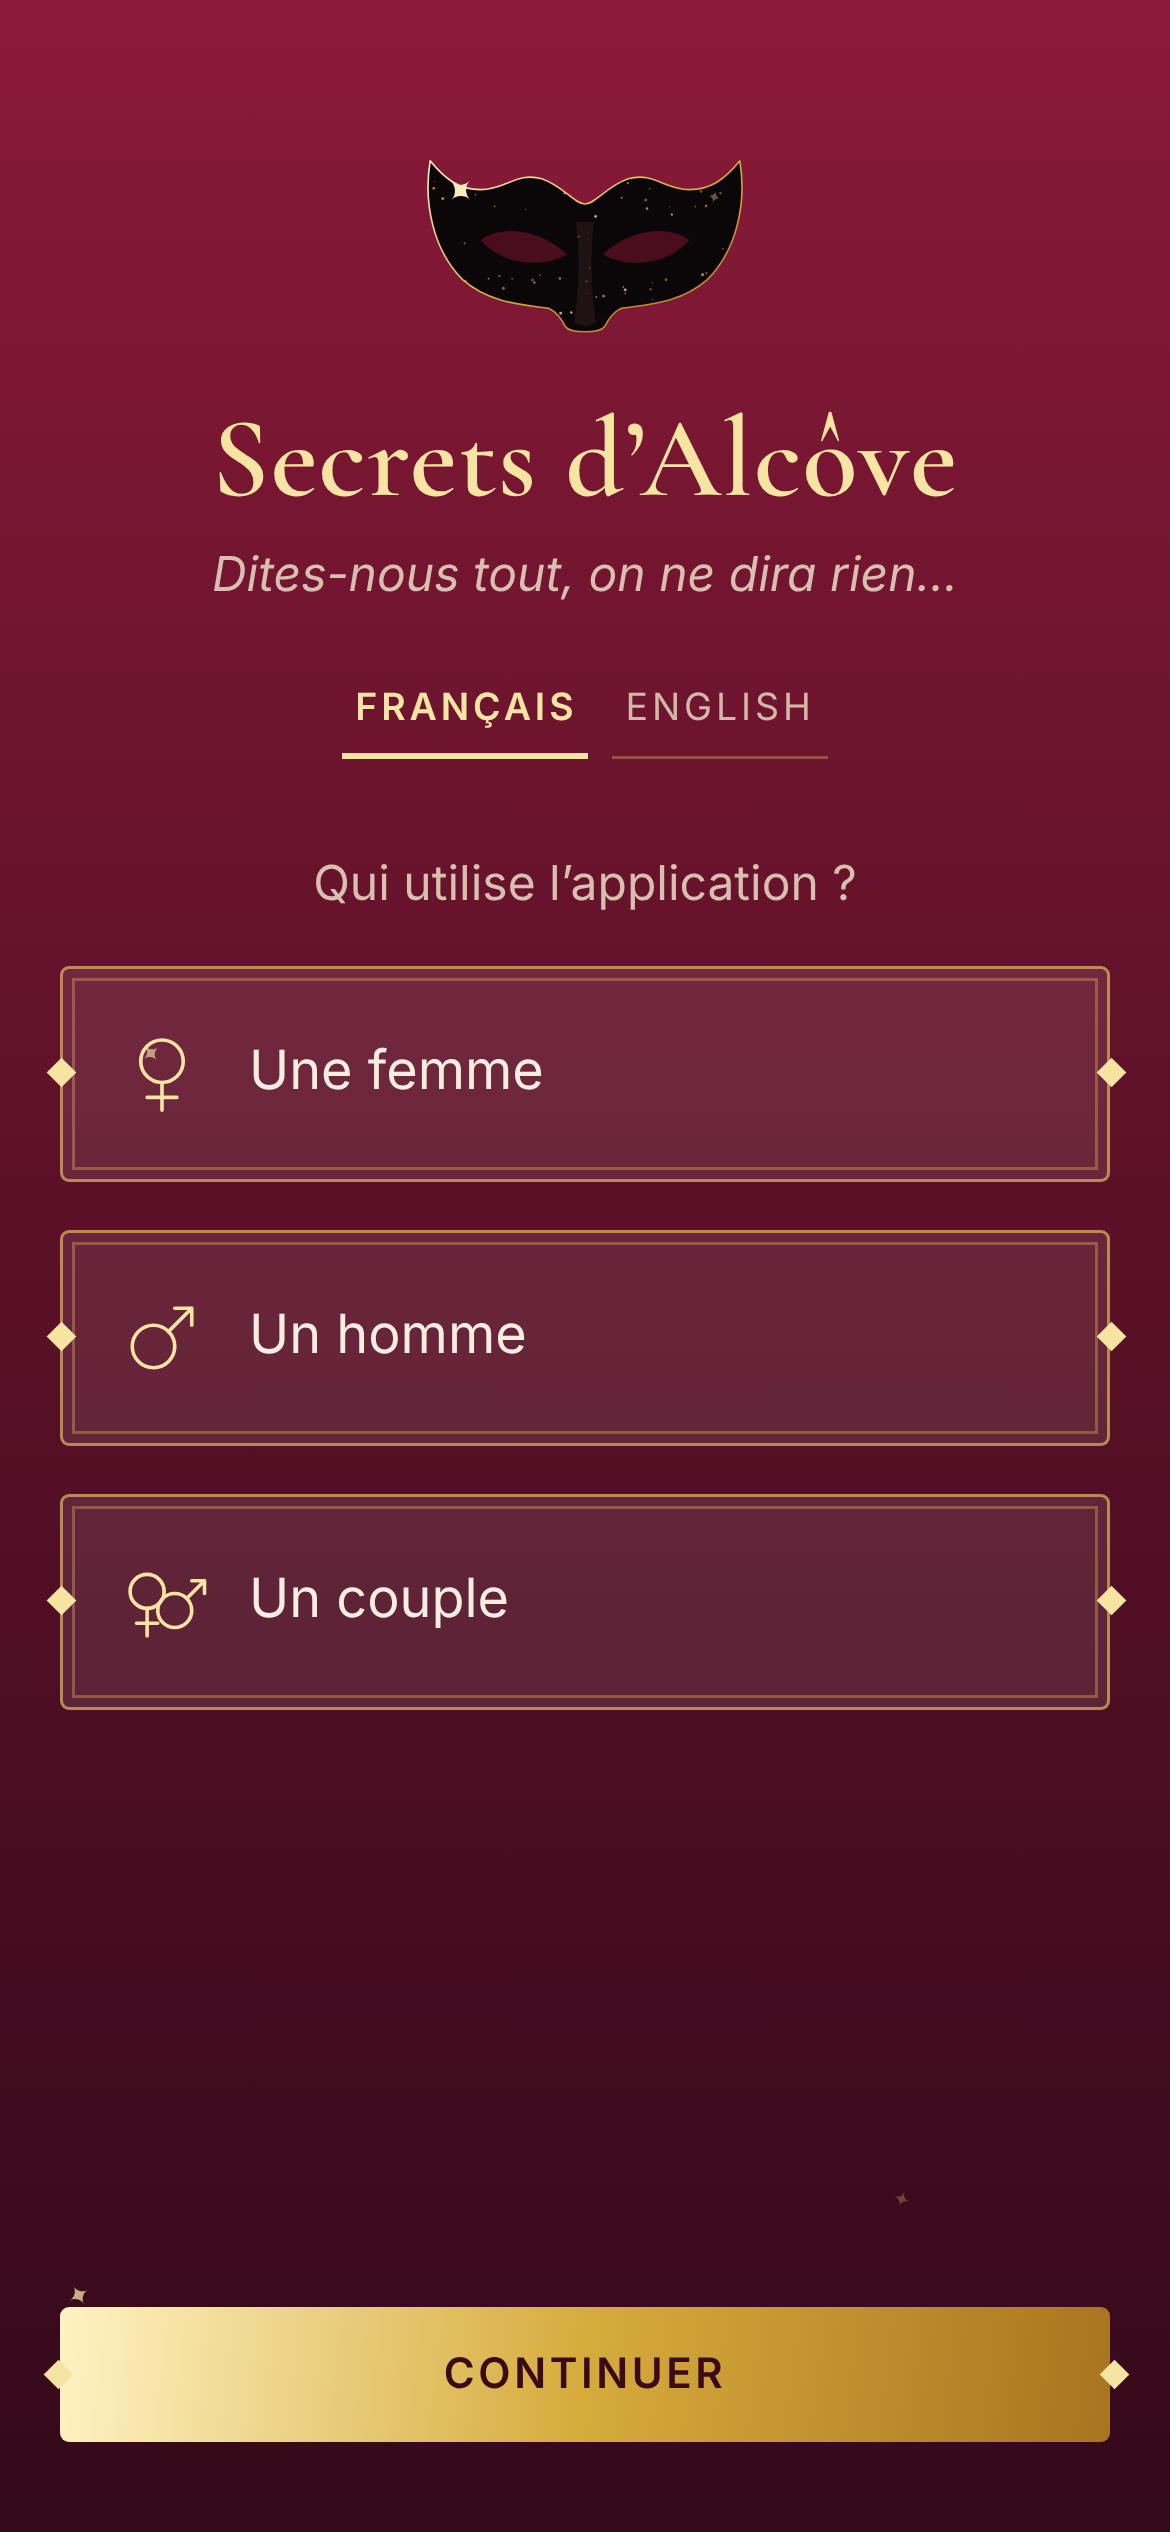 Secrets d’Alcôve
Dites-nous tout, on ne dira rien…
FRANÇAIS ENGLISH
Qui utilise l’application ?
Une femme
Un homme
Un couple
CONTINUER